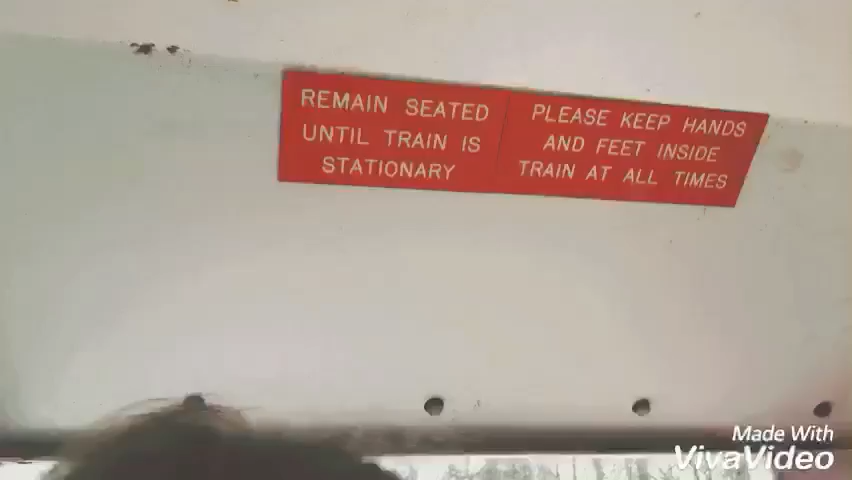 REMAIN SEATED
UNTIL TRAIN IS
STATIONARY
PLEASE KEEP HANDS
AND FEET INSIDE
TRAIN AT ALL TIMES
Made With
VivaVideo